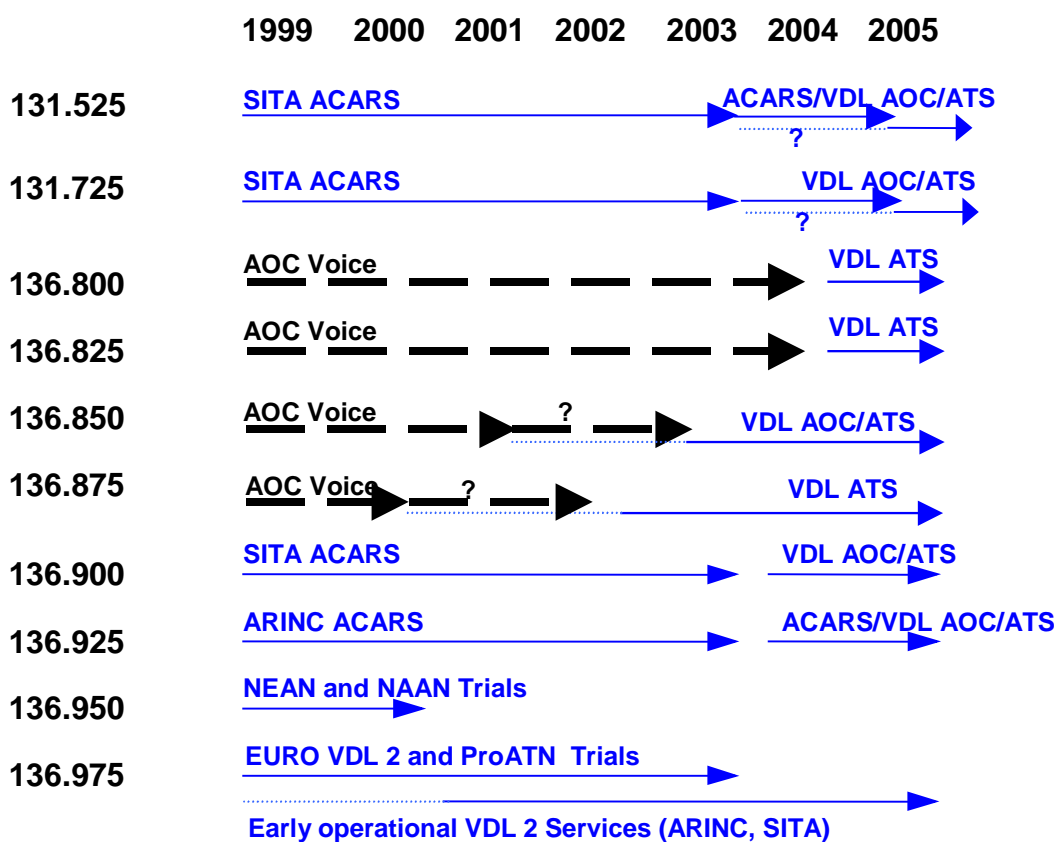 1999 2000 2001 2002 2003 2004 2005
131.525 SITA ACARS ACARS/VDL AOC/ATS
?
131.725 SITA ACARS VDL AOC/ATS
?
136.800 AOC Voice VDL ATS
136.825 AOC Voice VDL ATS
136.850 AOC Voice ? VDL AOC/ATS
136.875 AOC Voice ? VDL ATS
136.900 SITA ACARS VDL AOC/ATS
136.925 ARINC ACARS ACARS/VDL AOC/ATS
136.950 NEAN and NAAN Trials
136.975 EURO VDL 2 and ProATN Trials
Early operational VDL 2 Services (ARINC, SITA)